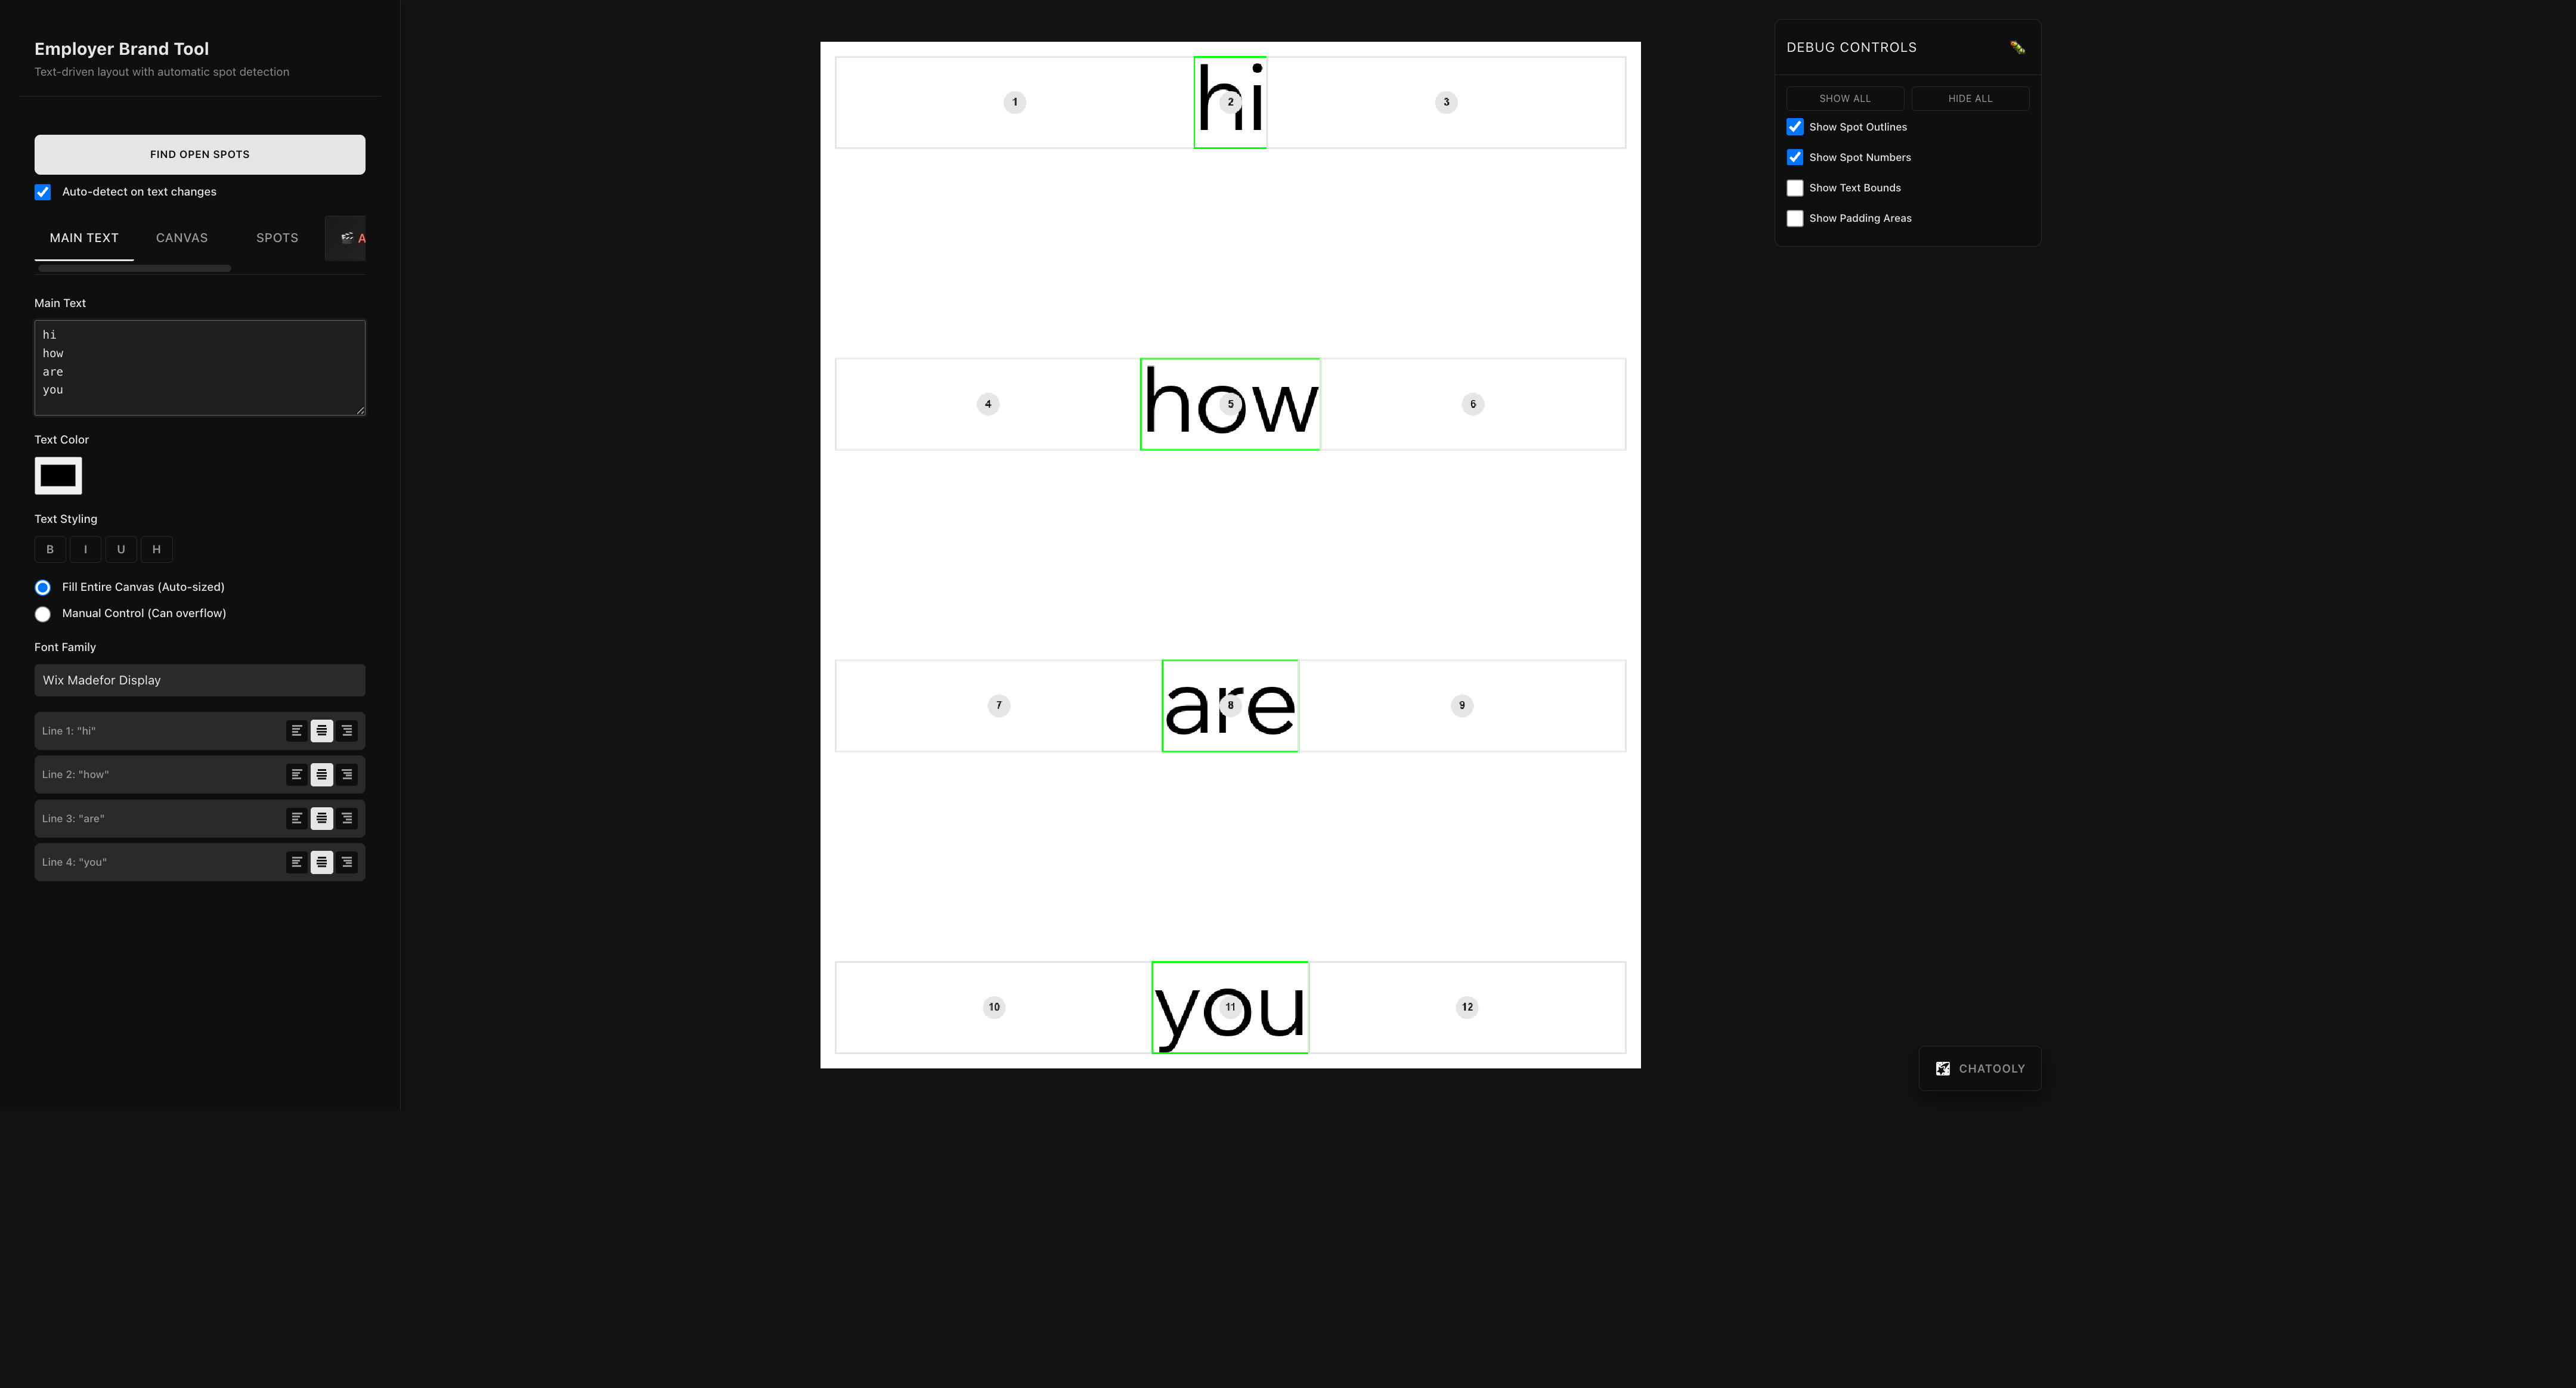 Employer Brand Tool
Text-driven layout with automatic spot detection
FIND OPEN SPOTS
Auto-detect on text changes
MAIN TEXT CANVAS SPOTS A
Main Text
hi
how
are
you
Text Color
Text Styling
B I U H
Fill Entire Canvas (Auto-sized)
Manual Control (Can overflow)
Font Family
Wix Madefor Display
Line 1: "hi"
Line 2: "how"
Line 3: "are"
Line 4: "you"
hi
1 2 3
how
4 5 6
are
7 8 9
you
10 11 12
DEBUG CONTROLS
SHOW ALL HIDE ALL
Show Spot Outlines
Show Spot Numbers
Show Text Bounds
Show Padding Areas
CHATOOLY